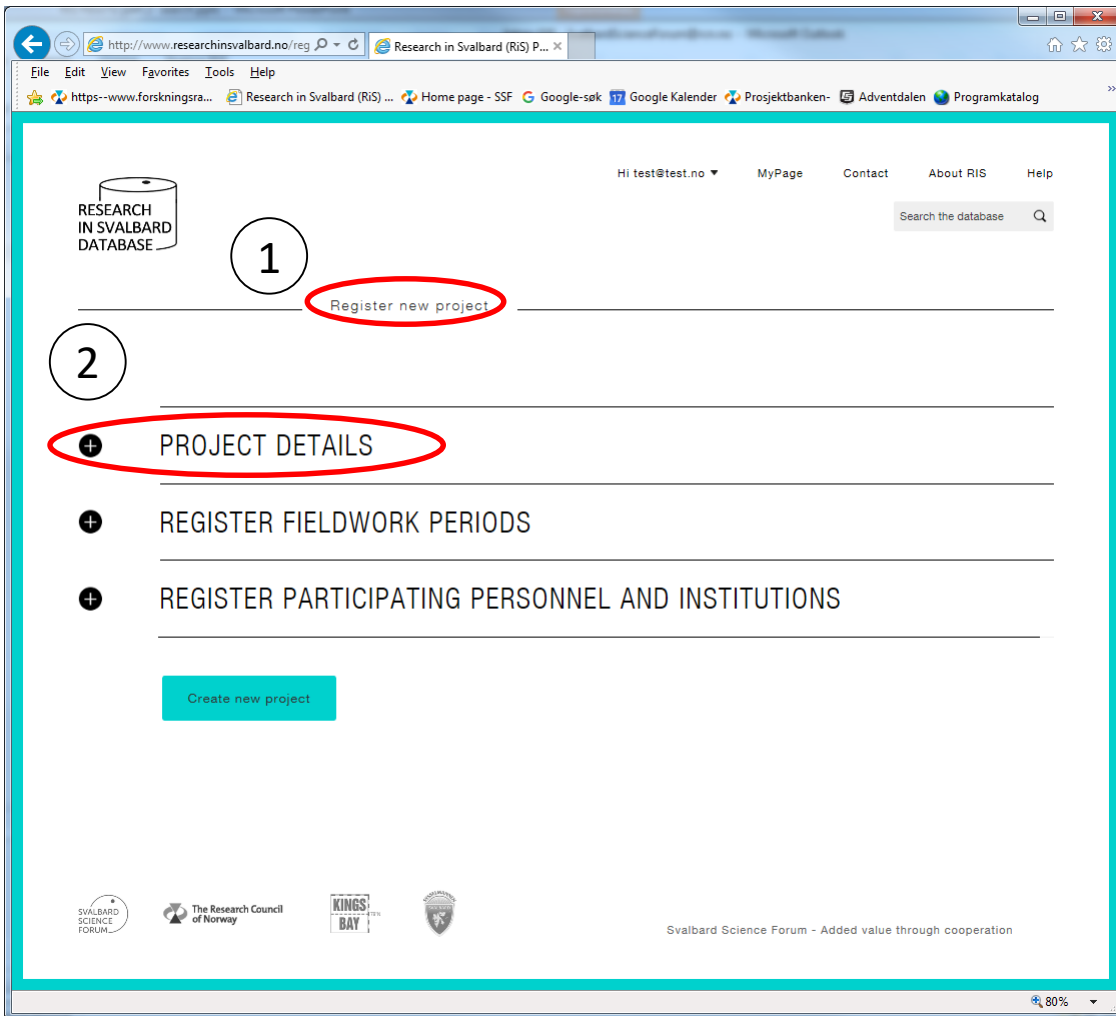 http://www.researchinsvalbard.no/reg
Research in Svalbard (RiS) P...
File Edit View Favorites Tools Help
https--www.forskningsra... Research in Svalbard (RiS) ... Home page - SSF Google-søk 17 Google Kalender Prosjektbanken- Adventdalen Programkatalog
Hi test@test.no MyPage Contact About RIS Help
RESEARCH
IN SVALBARD
DATABASE
Search the database
1
Register new project
2
PROJECT DETAILS
REGISTER FIELDWORK PERIODS
REGISTER PARTICIPATING PERSONNEL AND INSTITUTIONS
Create new project
SVALBARD
SCIENCE
FORUM
The Research Council
of Norway
KINGS
BAY
Svalbard Science Forum - Added value through cooperation
80%